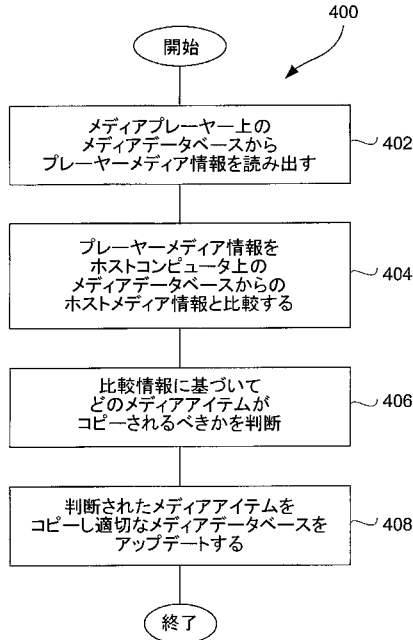 400
開始
メディアプレーヤー上の
メディアデータベースから
プレーヤーメディア情報を読み出す
402
プレーヤーメディア情報を
ホストコンピュータ上の
メディアデータベースからの
ホストメディア情報と比較する
404
比較情報に基づいて
どのメディアアイテムが
コピーされるべきかを判断
406
判断されたメディアアイテムを
コピーし適切なメディアデータベースを
アップデートする
408
終了